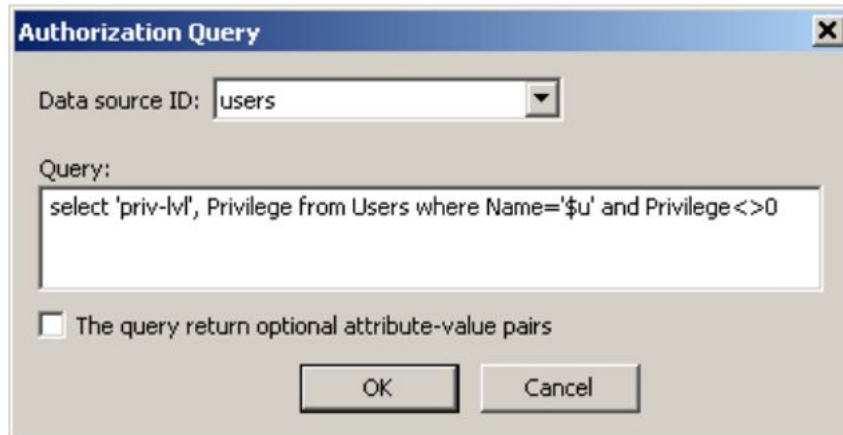 Authorization Query
Data source ID: users
Query:
select 'priv-lvl', Privilege from Users where Name='$u' and Privilege<>0
The query return optional attribute-value pairs
OK Cancel